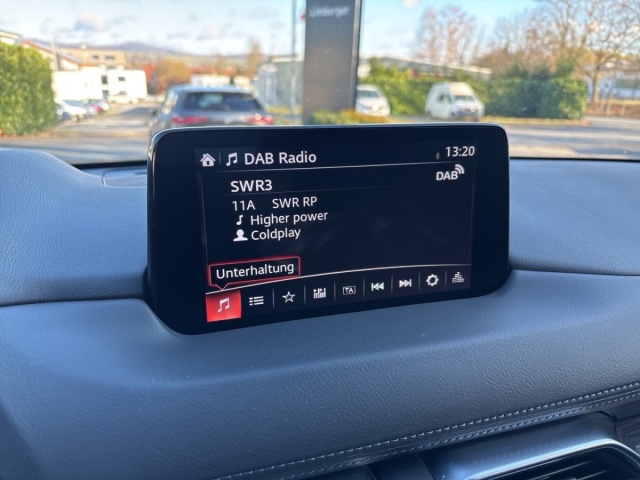 DAB Radio
13:20
SWR3
DAB
11A SWR RP
Higher power
Coldplay
Unterhaltung
TA